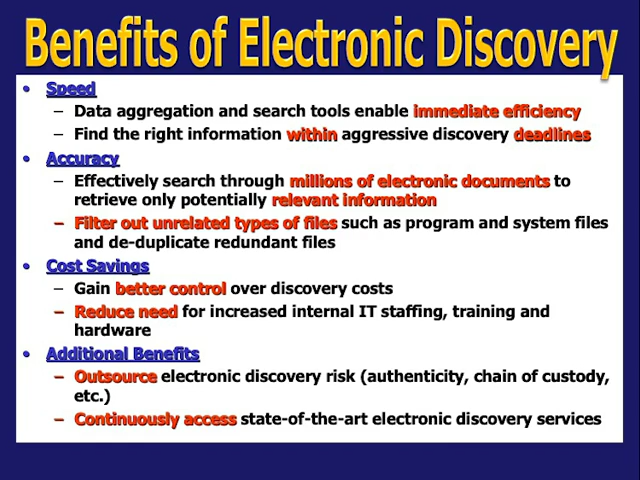 Benefits of Electronic Discovery
• Speed
– Data aggregation and search tools enable immediate efficiency
– Find the right information within aggressive discovery deadlines
• Accuracy
– Effectively search through millions of electronic documents to
retrieve only potentially relevant information
– Filter out unrelated types of files such as program and system files
and de-duplicate redundant files
• Cost Savings
– Gain better control over discovery costs
– Reduce need for increased internal IT staffing, training and
hardware
• Additional Benefits
– Outsource electronic discovery risk (authenticity, chain of custody,
etc.)
– Continuously access state-of-the-art electronic discovery services